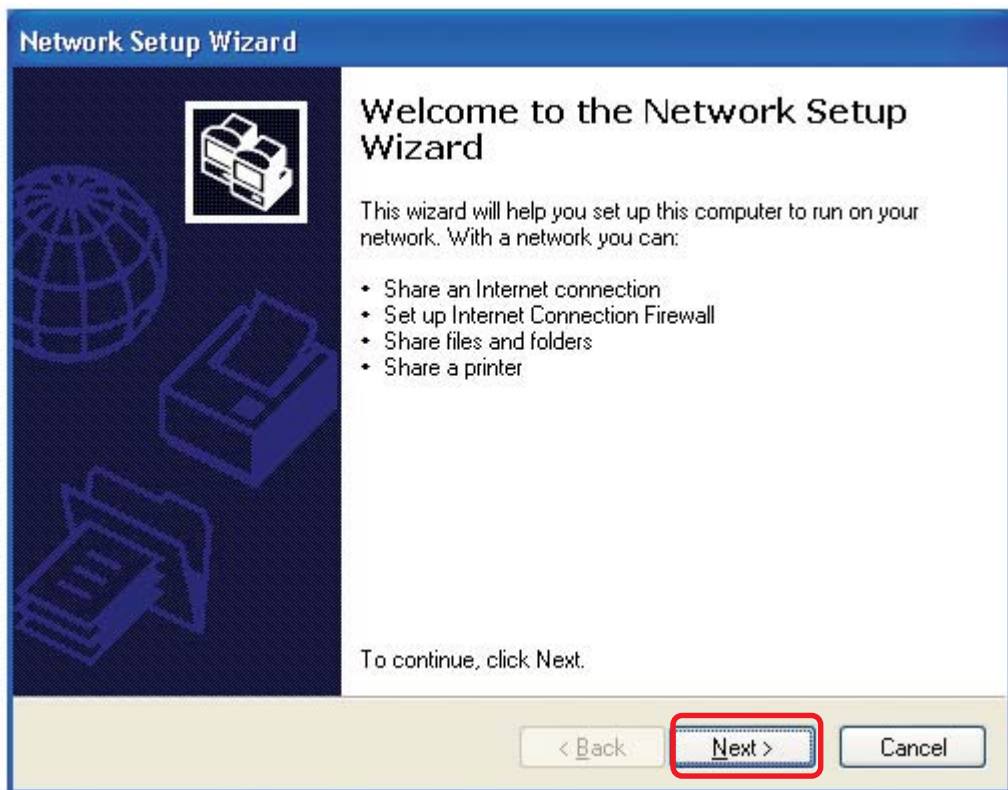 Network Setup Wizard
Welcome to the Network Setup
Wizard
This wizard will help you set up this computer to run on your
network. With a network you can:
• Share an Internet connection
• Set up Internet Connection Firewall
• Share files and folders
• Share a printer
To continue, click Next.
< Back
Next >
Cancel